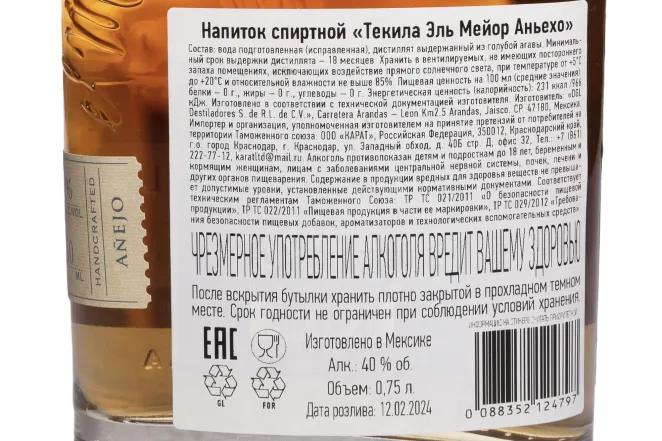 Напиток спиртной «Текила Эль Мейор Аньехо»
Состав: вода подготовленная (исправленная), дистиллят выдержанный из голубой агавы. Минималь-
ный срок выдержки дистиллята – 18 месяцев. Хранить в вентилируемых, не имеющих постороннего
запаха помещениях, исключающих воздействие прямого солнечного света, при температуре от +5°C
до +20°C и относительной влажности не выше 85%. Пищевая ценность на 100 мл (средние значения)
белки – 0 г., жиры – 0 г., углеводы – 0 г. Энергетическая ценность (калорийность): 231 ккал /966
кДж. Изготовлено в соответствии с технической документацией изготовителя. Изготовитель: «DGL
Destiladores S. de R.L. de C.V.», Carretera Arandas – Leon Km2.5 Arandas, Jalsco. CP 47180, Мексика.
Импортер и организация, уполномоченная изготовителем на принятие претензий от потребителей на
территории Таможенного союза: ООО «КАРАТ», Российская Федерация, 350012, Краснодарский край,
г.о. город Краснодар, г. Краснодар, ул. Западный обход, д. 40Б стр. Д, офис 32, Тел.: +7 (861)
222-77-12, karatltd@mail.ru. Алкоголь противопоказан детям и подросткам до 18 лет, беременным и
кормящим женщинам, лицам с заболеваниями центральной нервной системы, почек, печени и
других органов пищеварения. Содержание в продукции вредных для здоровья веществ не превыша-
ет допустимые уровни, установленные действующими нормативными документами. Соответствует
техническим регламентам Таможенного Союза: ТР ТС 021/2011 «О безопасности пищевой
продукции», ТР ТС 022/2011 «Пищевая продукция в части ее маркировки», ТР ТС 029/2012 «Требова-
ния безопасности пищевых добавок, ароматизаторов и технологических вспомогательных средств»
ЧРЕЗМЕРНОЕ УПОТРЕБЛЕНИЕ АЛКОГОЛЯ ВРЕДИТ ВАШЕМУ ЗДОРОВЬЮ
После вскрытия бутылки хранить плотно закрытой в прохладном темном
месте. Срок годности не ограничен при соблюдении условий хранения.
ИНФОРМАЦИЮ НА СТИКЕРЕ СЧИТАТЬ ПРИОРИТЕТНОЙ
EAC
Изготовлено в Мексике
Алк.: 40 % об.
Объем: 0,75 л.
Дата розлива: 12.02.2024
GL
FOR
0 088352 124797
HANDCRAFTED
AÑEJO